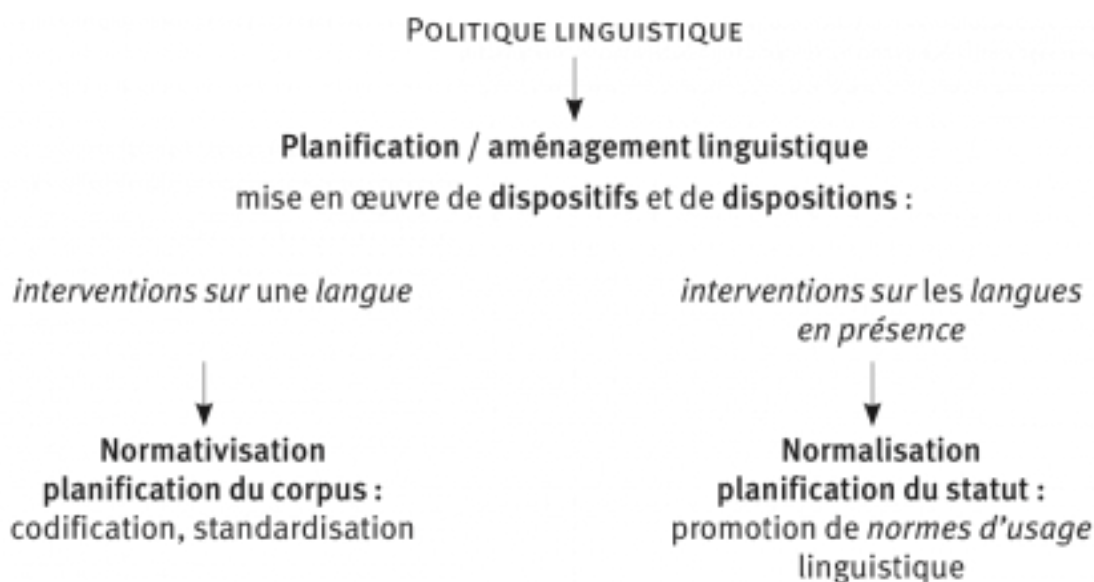 POLITIQUE LINGUISTIQUE
Planification / aménagement linguistique
mise en œuvre de dispositifs et de dispositions :
interventions sur une langue
interventions sur les langues
en présence
Normativisation
planification du corpus :
codification, standardisation
Normalisation
planification du statut :
promotion de normes d'usage
linguistique